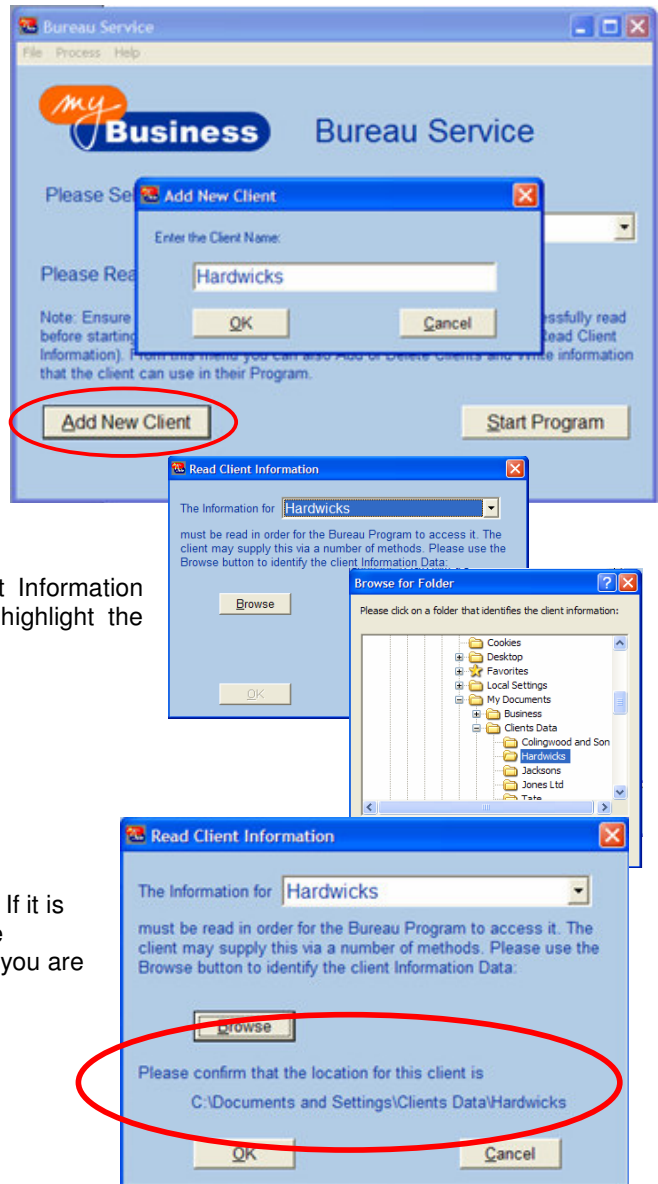 Bureau Service
File Process Help
my
Business
Bureau Service
Please Se
Add New Client
Enter the Client Name:
Please Rea
Hardwicks
OK
Cancel
Note: Ensure
essfully read
before starting
Read Client
Information). From this menu you can also Add or Delete Clients and Write information
that the client can use in their Program.
Add New Client
Start Program
Read Client Information
The Information for Hardwicks
must be read in order for the Bureau Program to access it. The
client may supply this via a number of methods. Please use the
Browse button to identify the client Information Data:
Browse
OK
t Information
highlight the
Browse for Folder
Please click on a folder that identifies the client information:
Cookies
Desktop
Favorites
Local Settings
My Documents
Business
Clients Data
Colingwood and Son
Hardwicks
Jacksons
Jones Ltd
Tate
Read Client Information
The Information for Hardwicks
must be read in order for the Bureau Program to access it. The
client may supply this via a number of methods. Please use the
Browse button to identify the client Information Data:
Browse
Please confirm that the location for this client is
C:\Documents and Settings\Clients Data\Hardwicks
OK
Cancel
If it is
e
you are